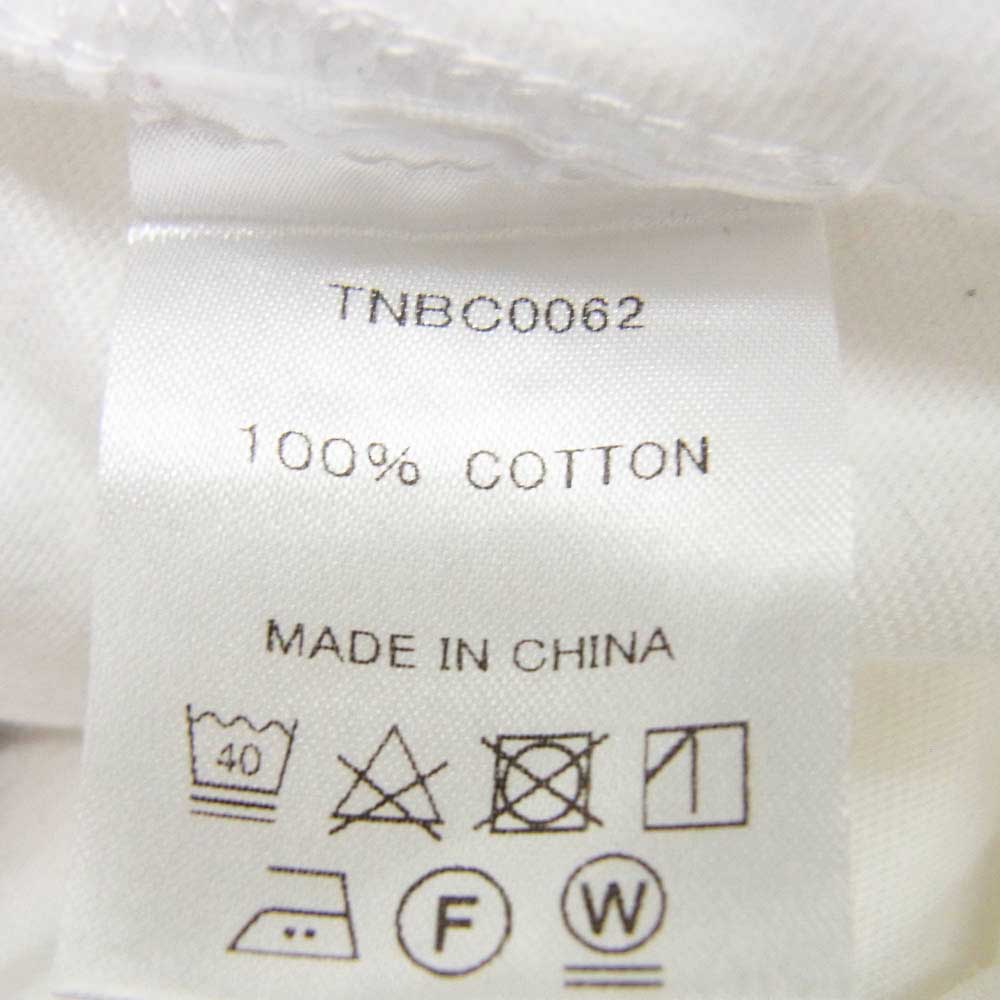 TNBC0062
100% COTTON
MADE IN CHINA
40
F W